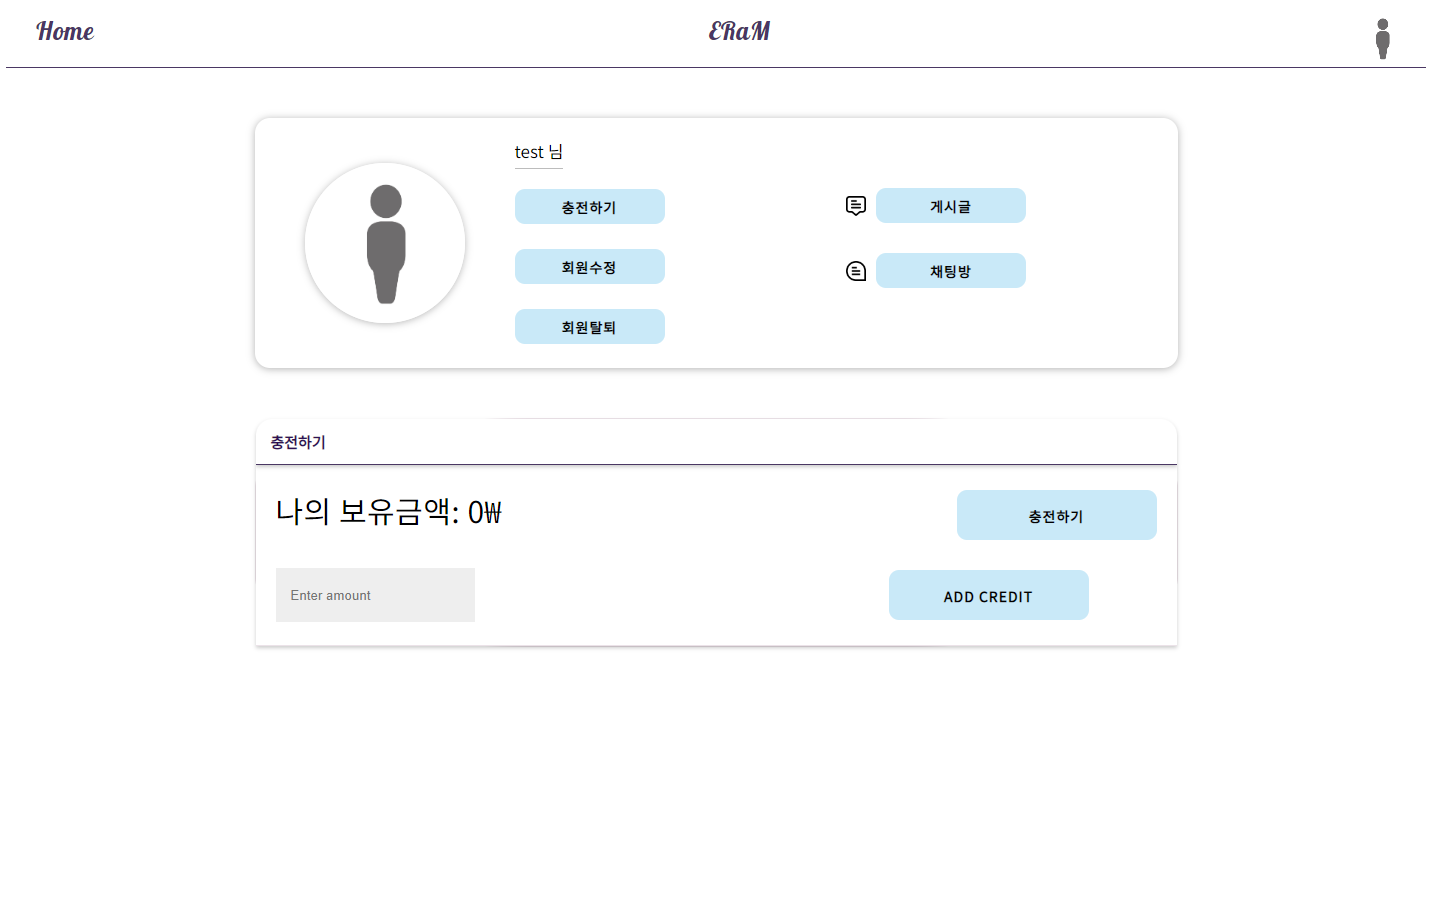 Home
ERaM
test 님
충전하기
게시글
회원수정
채팅방
회원탈퇴
충전하기
나의 보유금액: 0₩
충전하기
Enter amount
ADD CREDIT